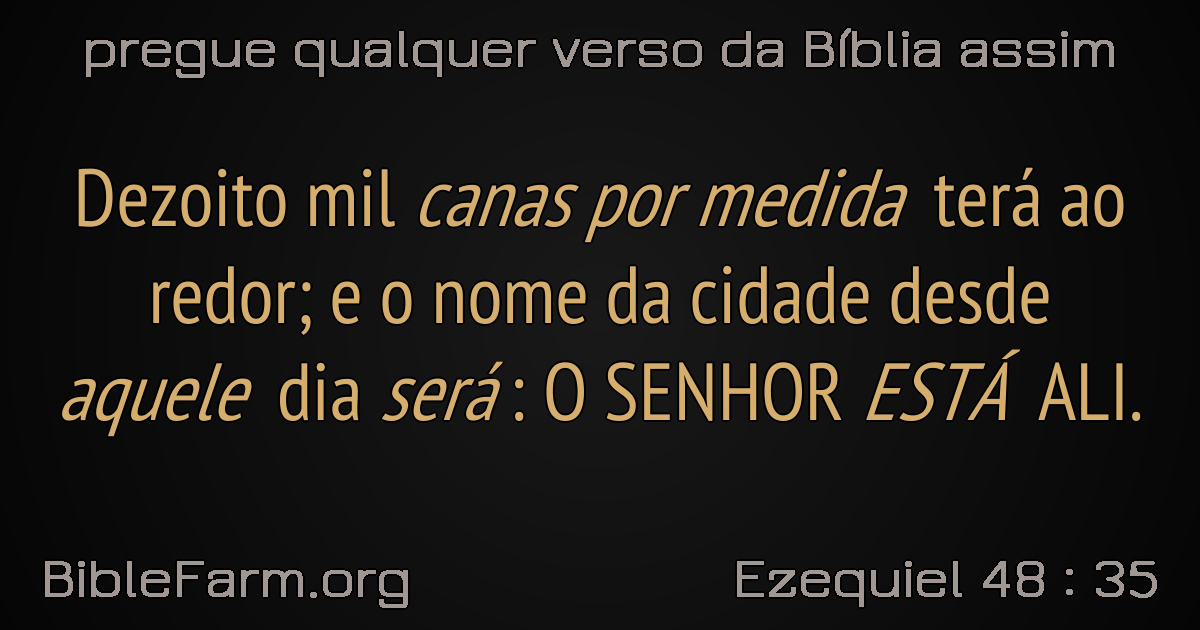 pregue qualquer verso da Bíblia assim
Dezoito mil canas por medida terá ao
redor; e o nome da cidade desde
aquele dia será: O SENHOR ESTÁ ALI.
BibleFarm.org
Ezequiel 48 : 35